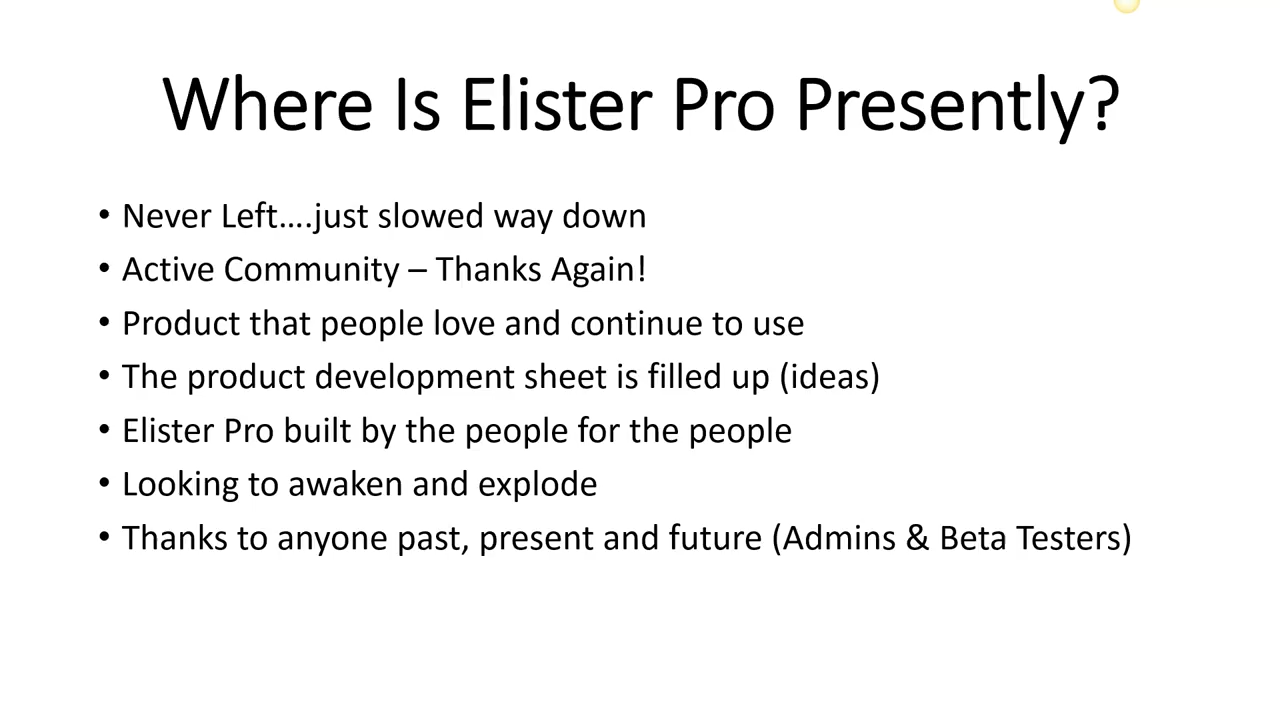 Where Is Elister Pro Presently?
• Never Left....just slowed way down
• Active Community – Thanks Again!
• Product that people love and continue to use
• The product development sheet is filled up (ideas)
• Elister Pro built by the people for the people
• Looking to awaken and explode
• Thanks to anyone past, present and future (Admins & Beta Testers)